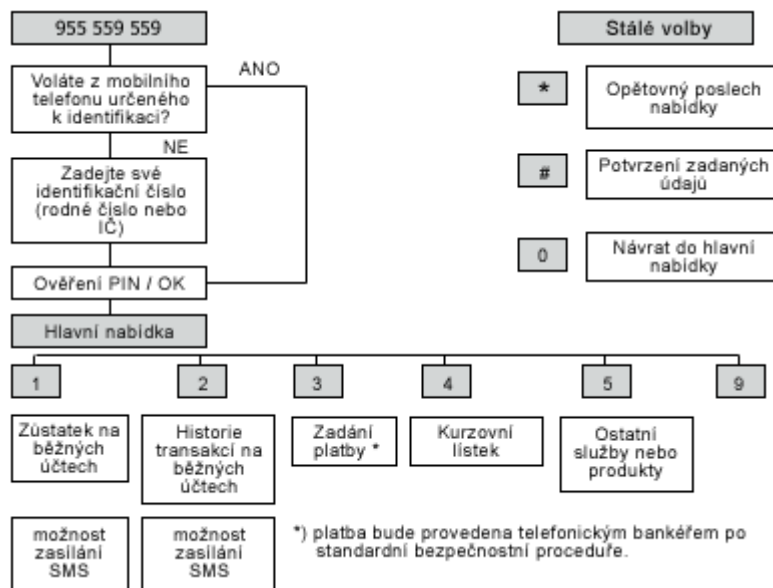 955 559 559
Voláte z mobilního
telefonu určeného
k identifikaci?
ANO
NE
Zadejte své
identifikační číslo
(rodné číslo nebo
IČ)
Ověření PIN / OK
Hlavní nabídka
Stálé volby
*
Opětovný poslech
nabídky
#
Potvrzení zadaných
údajů
0
Návrat do hlavní
nabídky
1
2
3
4
5
9
Zůstatek na
běžných
účtech
Historie
transakcí na
běžných
účtech
Zadání
platby *
Kurzovní
lístek
Ostatní
služby nebo
produkty
možnost
zasílání
SMS
možnost
zasílání
SMS
*) platba bude provedena telefonickým bankéřem po
standardní bezpečnostní proceduře.